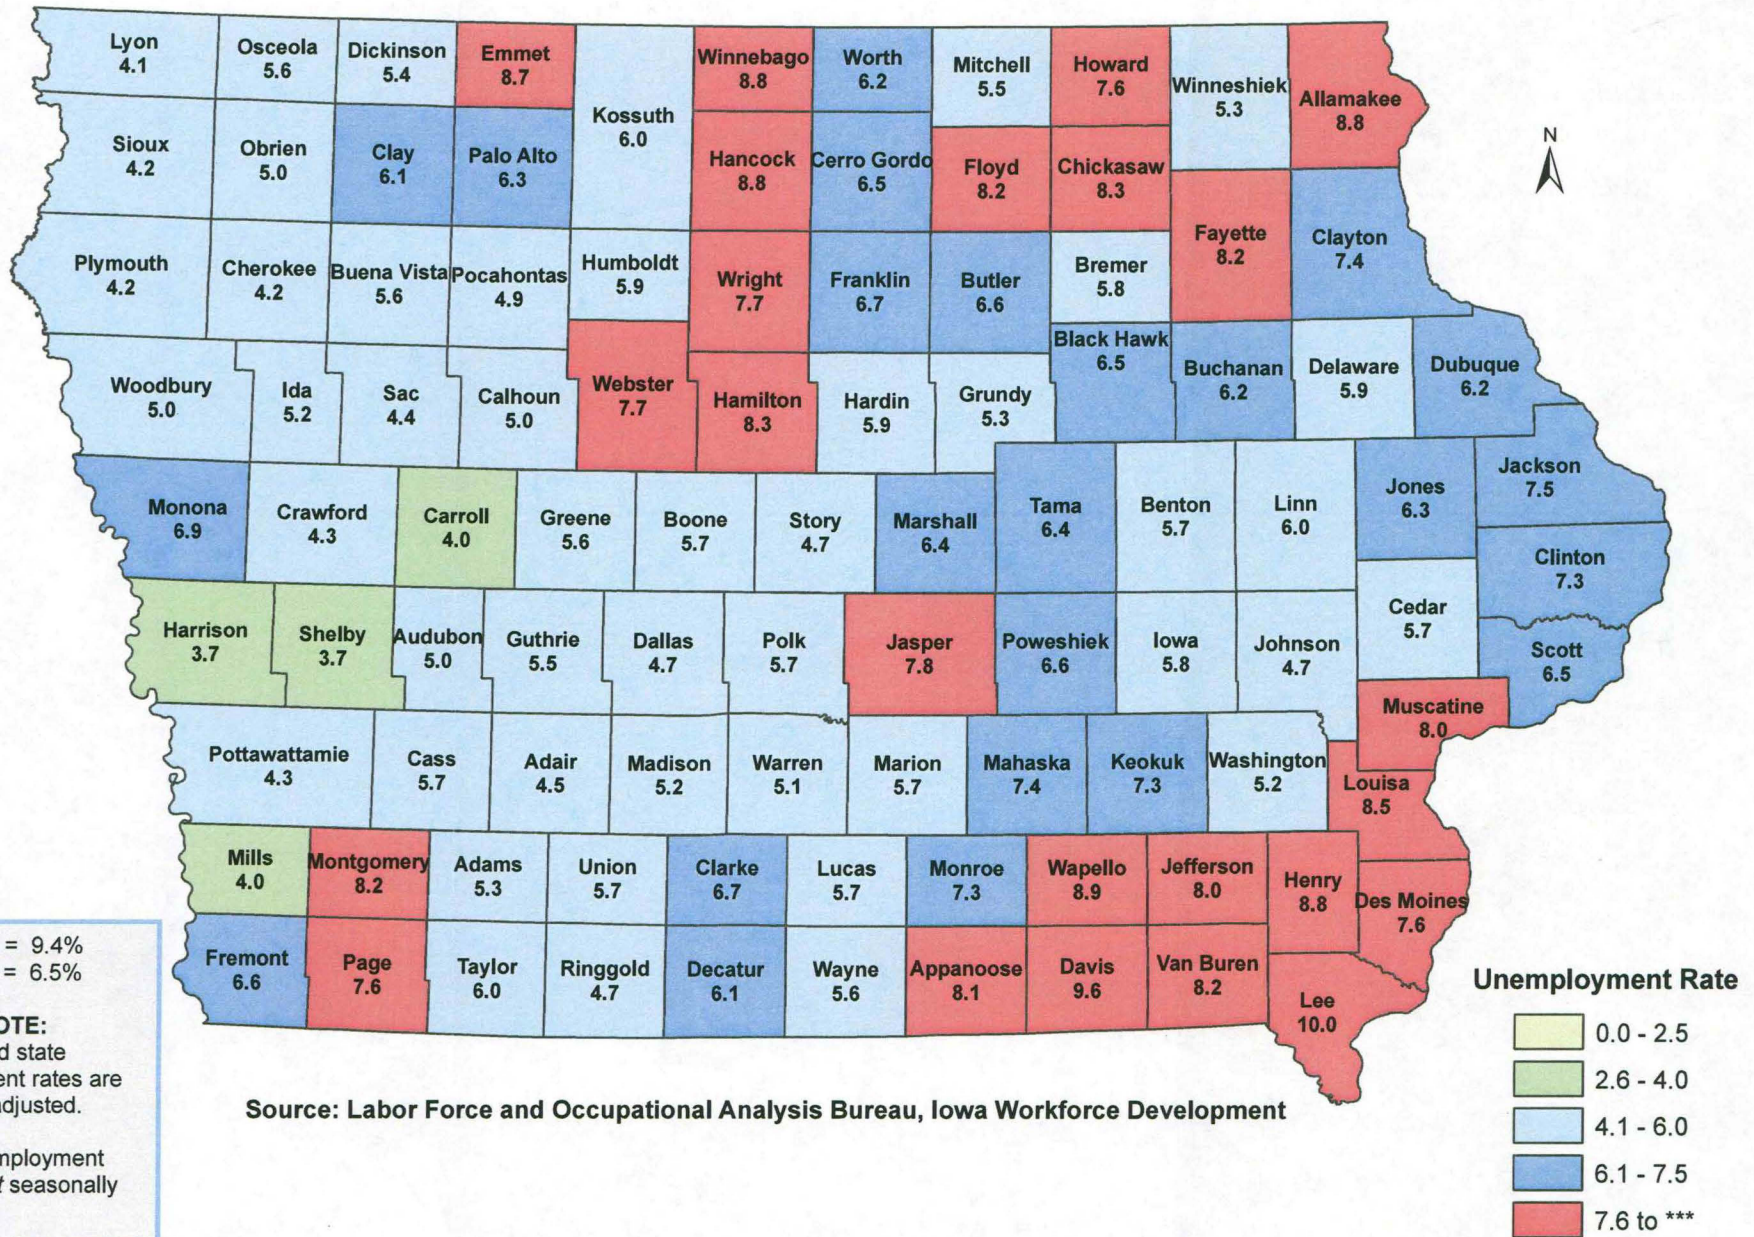 Lyon
4.1
Osceola
5.6
Dickinson
5.4
Emmet
8.7
Kossuth
6.0
Winnebago
8.8
Worth
6.2
Mitchell
5.5
Howard
7.6
Winneshiek
5.3
Allamakee
8.8
N
Sioux
4.2
Obrien
5.0
Clay
6.1
Palo Alto
6.3
Hancock
8.8
Cerro Gordo
6.5
Floyd
8.2
Chickasaw
8.3
Fayette
8.2
Clayton
7.4
Plymouth
4.2
Cherokee
4.2
Buena Vista
5.6
Pocahontas
4.9
Humboldt
5.9
Wright
7.7
Franklin
6.7
Butler
6.6
Bremer
5.8
Woodbury
5.0
Ida
5.2
Sac
4.4
Calhoun
5.0
Webster
7.7
Hamilton
8.3
Hardin
5.9
Grundy
5.3
Black Hawk
6.5
Buchanan
6.2
Delaware
5.9
Dubuque
6.2
Monona
6.9
Crawford
4.3
Carroll
4.0
Greene
5.6
Boone
5.7
Story
4.7
Marshall
6.4
Tama
6.4
Benton
5.7
Linn
6.0
Jones
6.3
Jackson
7.5
Clinton
7.3
Harrison
3.7
Shelby
3.7
Audubon
5.0
Guthrie
5.5
Dallas
4.7
Polk
5.7
Jasper
7.8
Poweshiek
6.6
Iowa
5.8
Johnson
4.7
Cedar
5.7
Scott
6.5
Muscatine
8.0
Pottawattamie
4.3
Cass
5.7
Adair
4.5
Madison
5.2
Warren
5.1
Marion
5.7
Mahaska
7.4
Keokuk
7.3
Washington
5.2
Louisa
8.5
Mills
4.0
Montgomery
8.2
Adams
5.3
Union
5.7
Clarke
6.7
Lucas
5.7
Monroe
7.3
Wapello
8.9
Jefferson
8.0
Henry
8.8
Des Moines
7.6
Fremont
6.6
Page
7.6
Taylor
6.0
Ringgold
4.7
Decatur
6.1
Wayne
5.6
Appanoose
8.1
Davis
9.6
Van Buren
8.2
Lee
10.0
= 9.4%
= 6.5%
OTE:
d state
ent rates are
adjusted.
mployment
t seasonally
Source: Labor Force and Occupational Analysis Bureau, Iowa Workforce Development
Unemployment Rate
0.0 - 2.5
2.6 - 4.0
4.1 - 6.0
6.1 - 7.5
7.6 to ***